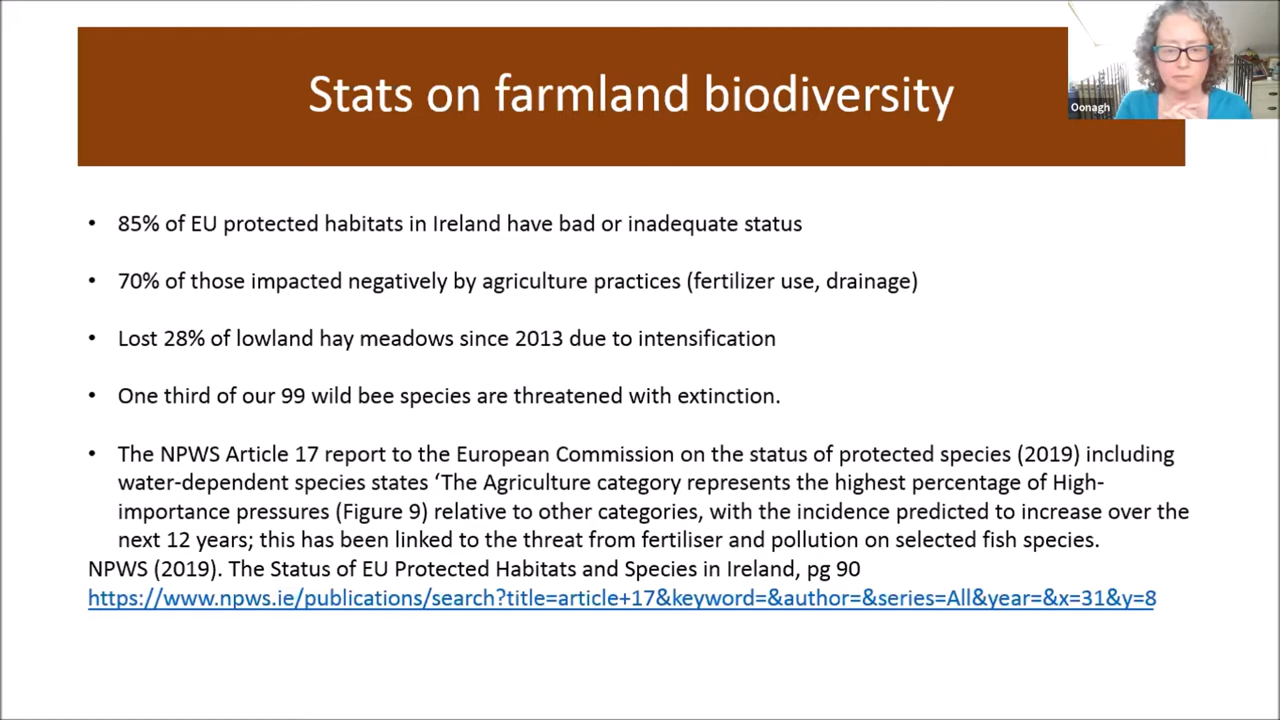 Stats on farmland biodiversity
Oonagh
• 85% of EU protected habitats in Ireland have bad or inadequate status
• 70% of those impacted negatively by agriculture practices (fertilizer use, drainage)
• Lost 28% of lowland hay meadows since 2013 due to intensification
• One third of our 99 wild bee species are threatened with extinction.
• The NPWS Article 17 report to the European Commission on the status of protected species (2019) including
water-dependent species states ‘The Agriculture category represents the highest percentage of High-
importance pressures (Figure 9) relative to other categories, with the incidence predicted to increase over the
next 12 years; this has been linked to the threat from fertiliser and pollution on selected fish species.
NPWS (2019). The Status of EU Protected Habitats and Species in Ireland, pg 90
https://www.npws.ie/publications/search?title=article+17&keyword=&author=&series=All&year=&x=31&y=8